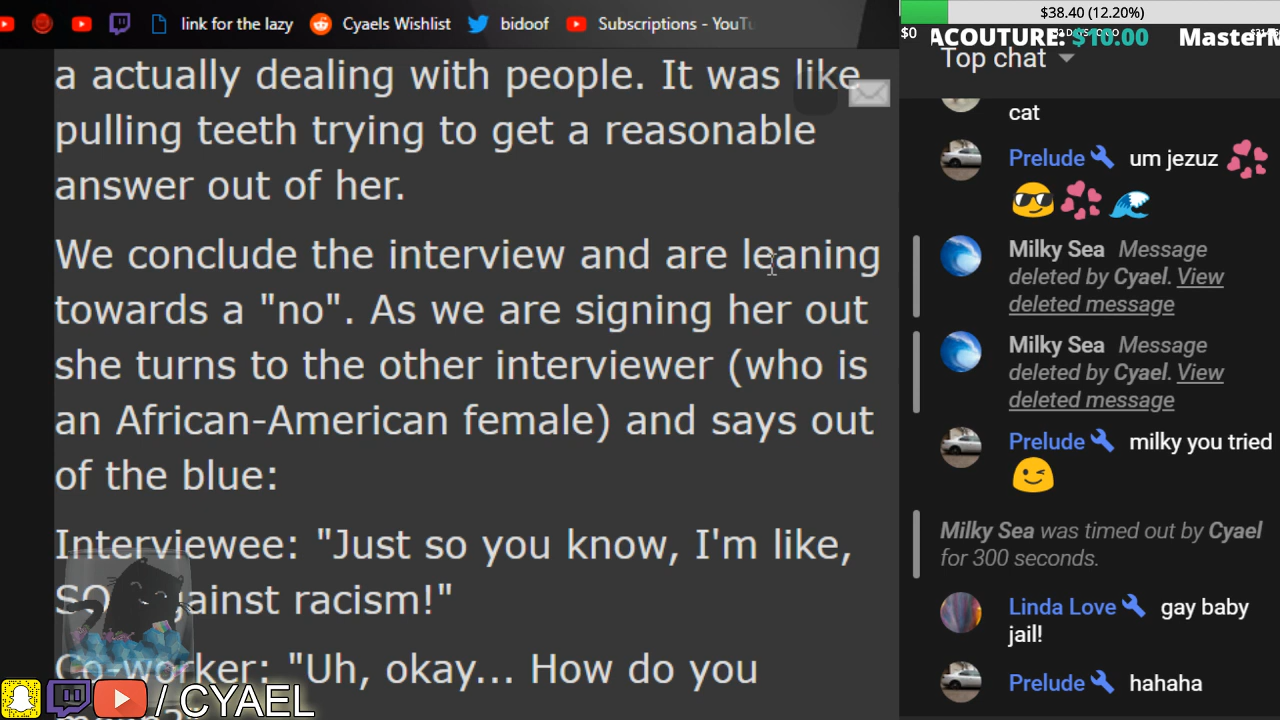 link for the lazy Cyaels Wishlist bidoof Subscriptions - YouTu
a actually dealing with people. It was like
pulling teeth trying to get a reasonable
answer out of her.
We conclude the interview and are leaning
towards a "no". As we are signing her out
she turns to the other interviewer (who is
an African-American female) and says out
of the blue:
Interviewee: "Just so you know, I'm like,
SO against racism!"
Co-worker: "Uh, okay... How do you
/ CYAEL
$38.40 (12.20%)
$0
ACOUTURE: $10.00 MasterM
Top chat
cat
Prelude um jezuz
Milky Sea Message
deleted by Cyael. View
deleted message
Milky Sea Message
deleted by Cyael. View
deleted message
Prelude milky you tried
Milky Sea was timed out by Cyael
for 300 seconds.
Linda Love gay baby
jail!
Prelude hahaha